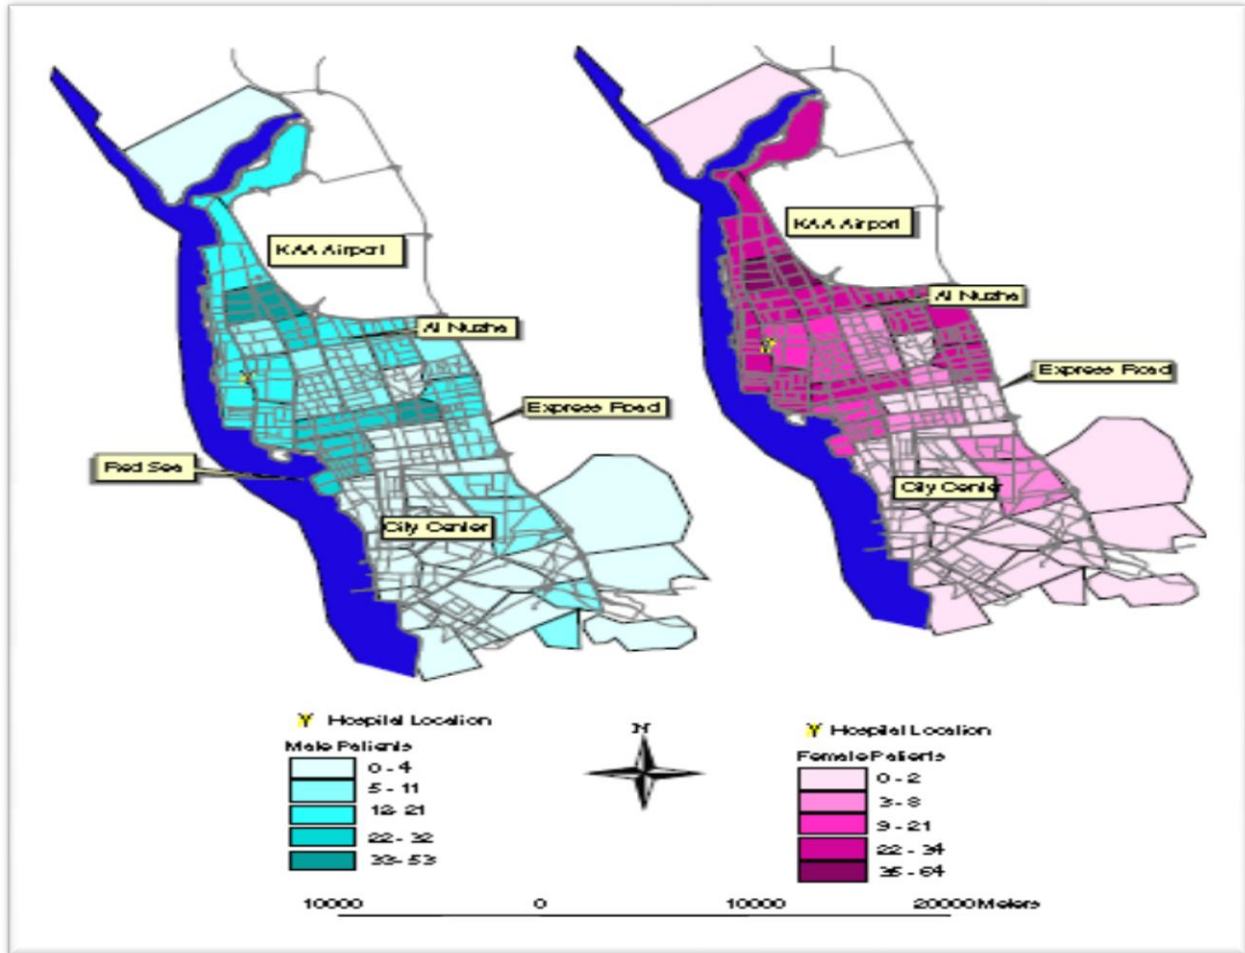 KAA Airport
Al Nuzha
Express Road
Red Sea
City Center
KAA Airport
Al Nuzha
Express Road
City Center
Hospital Location
Male Patients
0 - 4
5 - 11
12- 21
22 - 32
33- 53
N
Hospital Location
Female Patients
0 - 2
3 - 8
9 - 21
22 - 34
35 - 64
10000 0 10000 20000 Meters